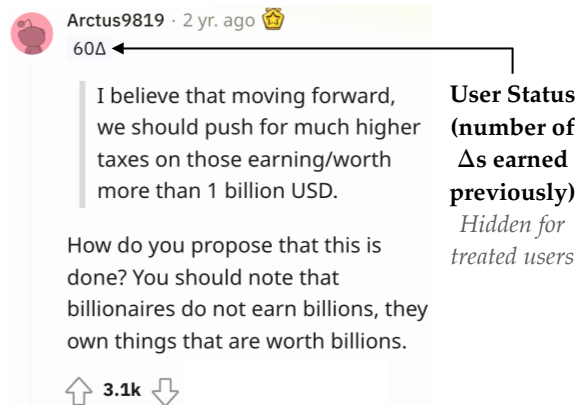 Arctus9819 · 2 yr. ago
60Δ
I believe that moving forward,
we should push for much higher
taxes on those earning/worth
more than 1 billion USD.
How do you propose that this is
done? You should note that
billionaires do not earn billions, they
own things that are worth billions.
3.1k
User Status
(number of
Δs earned
previously)
Hidden for
treated users